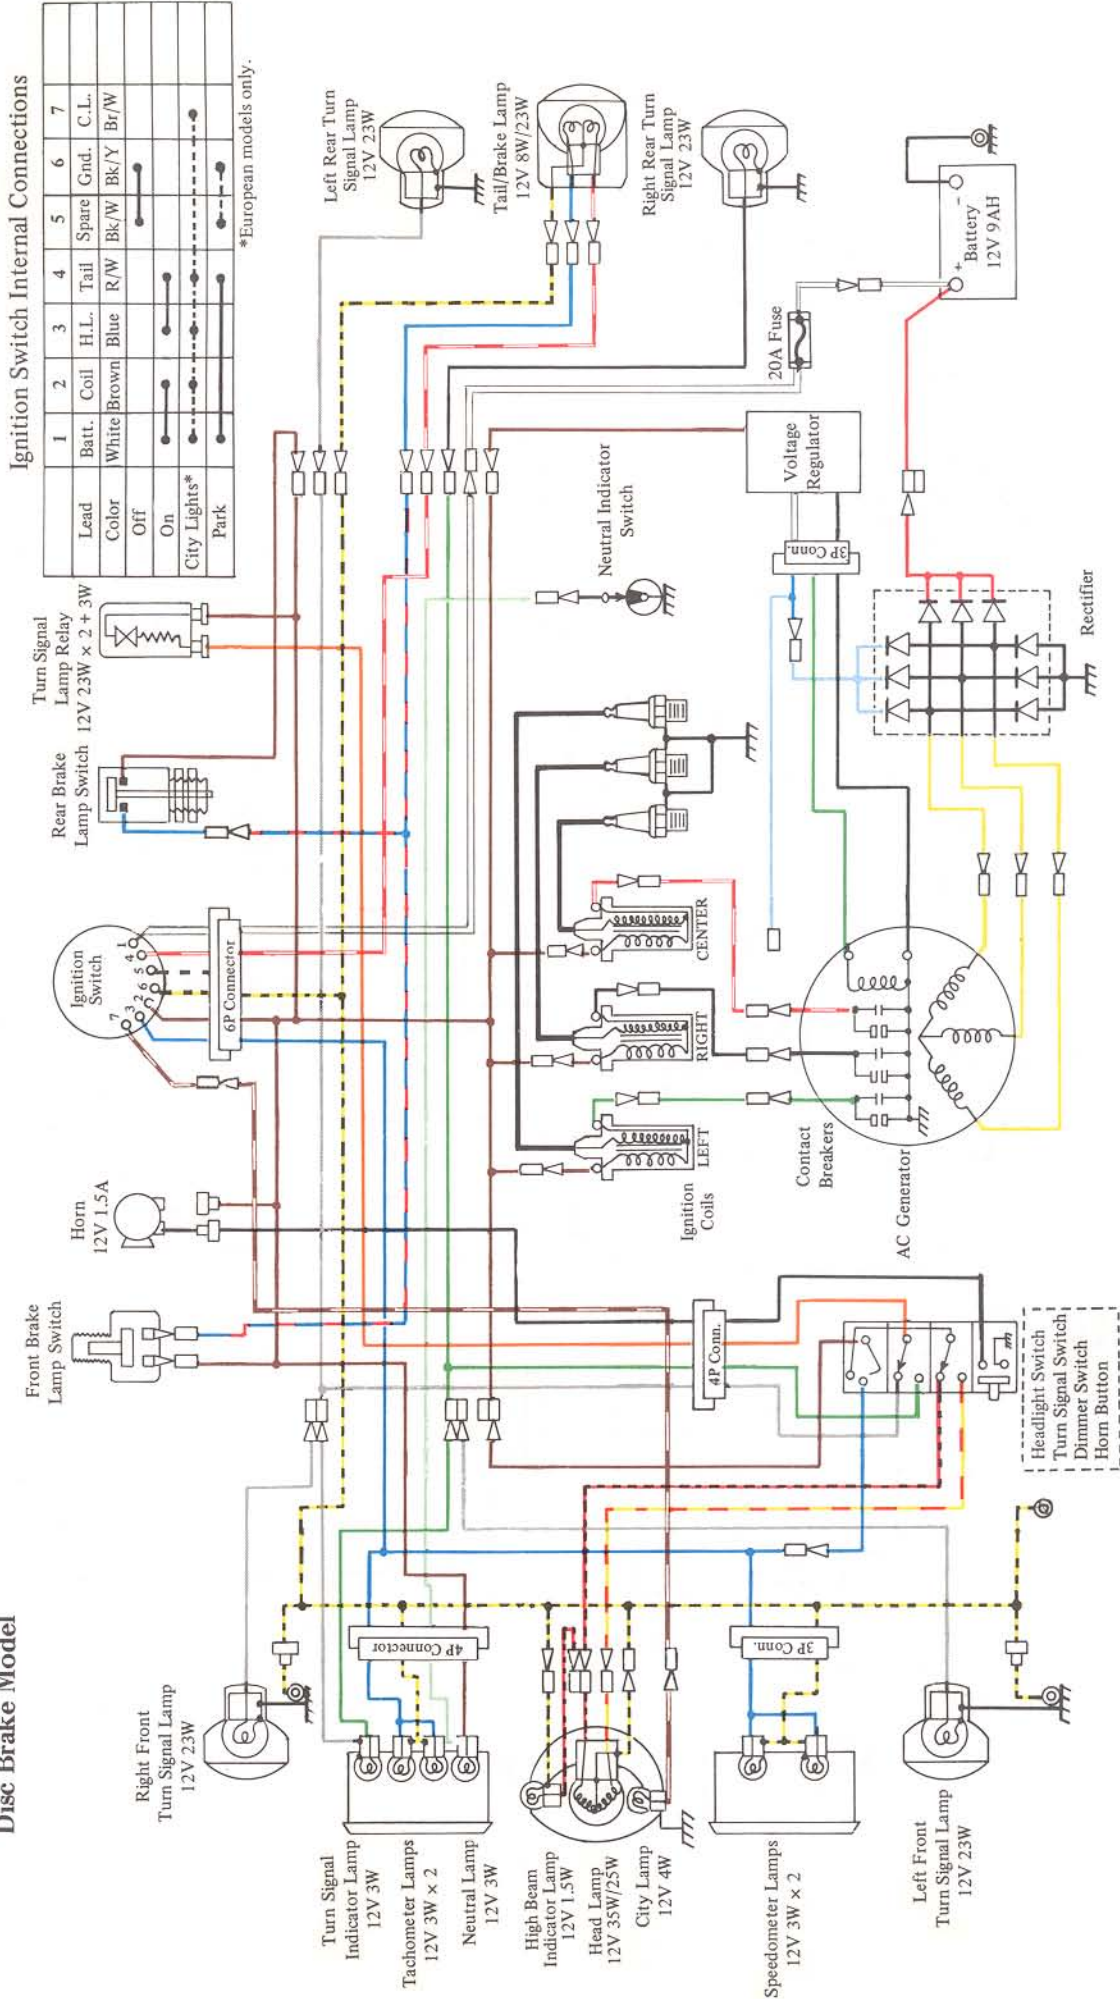 Disc Brake Model
Ignition Switch Internal Connections
1 2 3 4 5 6 7
Lead Batt. Coil H.L. Tail Spare Gnd. C.L.
Color White Brown Blue R/W Bk/W Bk/Y Br/W
Off
On
City Lights*
Park
*European models only.
Front Brake
Lamp Switch
Horn
12V 1.5A
Ignition
Switch
1
4
5
6
2
3
7
6P Connector
Rear Brake
Lamp Switch
Turn Signal
Lamp Relay
12V 23W × 2 + 3W
Left Rear Turn
Signal Lamp
12V 23W
Tail/Brake Lamp
12V 8W/23W
Right Rear Turn
Signal Lamp
12V 23W
Right Front
Turn Signal Lamp
12V 23W
Turn Signal
Indicator Lamp
12V 3W
Tachometer Lamps
12V 3W × 2
Neutral Lamp
12V 3W
4P Connector
High Beam
Indicator Lamp
12V 1.5W
Head Lamp
12V 35W/25W
City Lamp
12V 4W
Speedometer Lamps
12V 3W × 2
3P Conn.
Left Front
Turn Signal Lamp
12V 23W
4P Conn.
Headlight Switch
Turn Signal Switch
Dimmer Switch
Horn Button
Ignition
Coils
LEFT
RIGHT
CENTER
Contact
Breakers
AC Generator
Neutral Indicator
Switch
Voltage
Regulator
3P Conn.
20A Fuse
+ −
Battery
12V 9AH
Rectifier